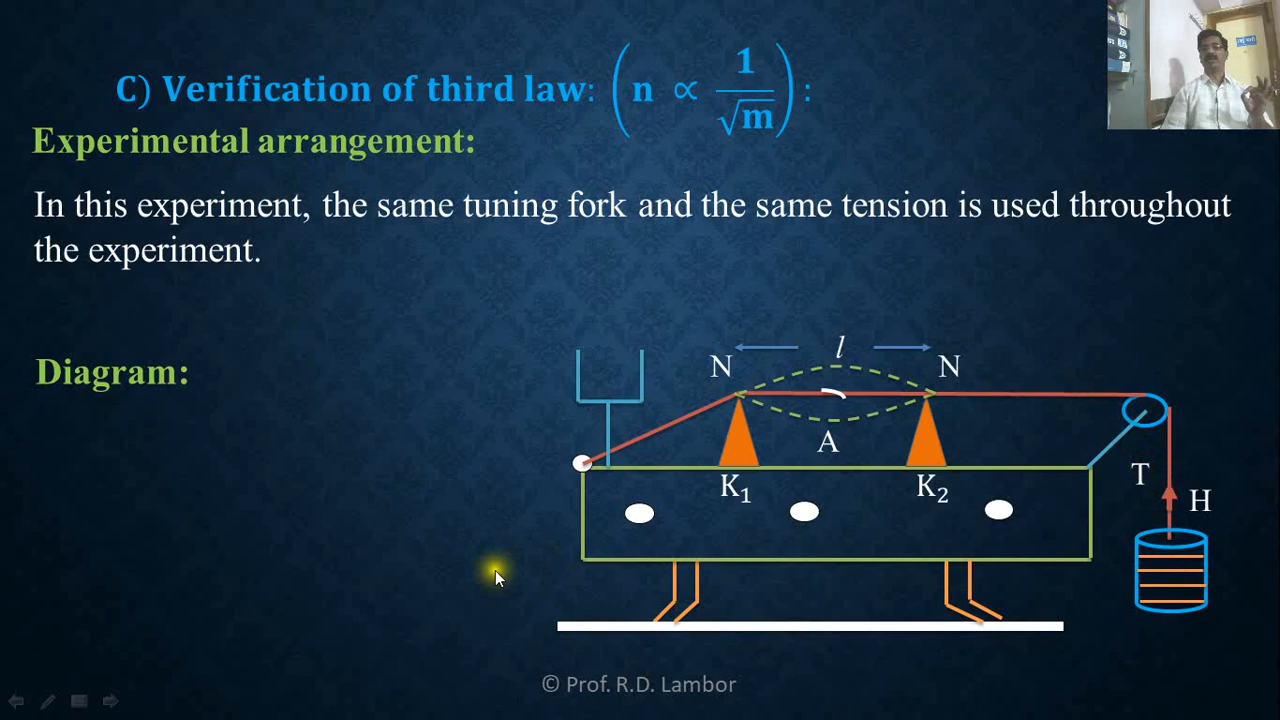 C) Verification of third law: (n ∝ 1/√m) :
Experimental arrangement:
In this experiment, the same tuning fork and the same tension is used throughout
the experiment.
Diagram:
l
N N
A
K₁ K₂
T
H
© Prof. R.D. Lambor